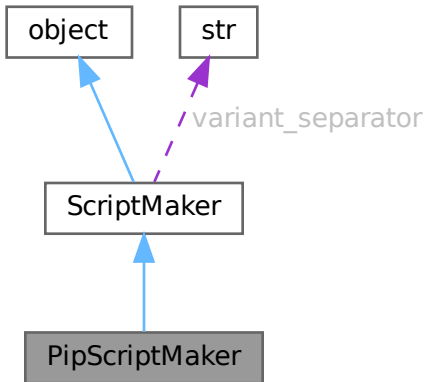 object
str
variant_separator
ScriptMaker
PipScriptMaker